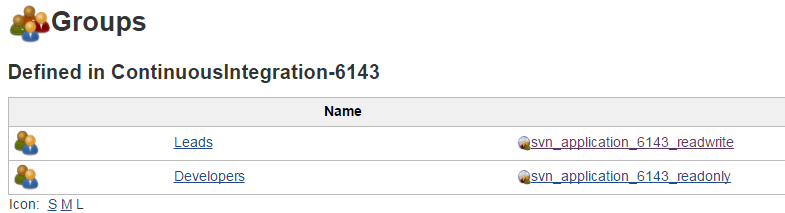 Groups
Defined in ContinuousIntegration-6143
Name
Leads svn_application_6143_readwrite
Developers svn_application_6143_readonly
Icon: S M L